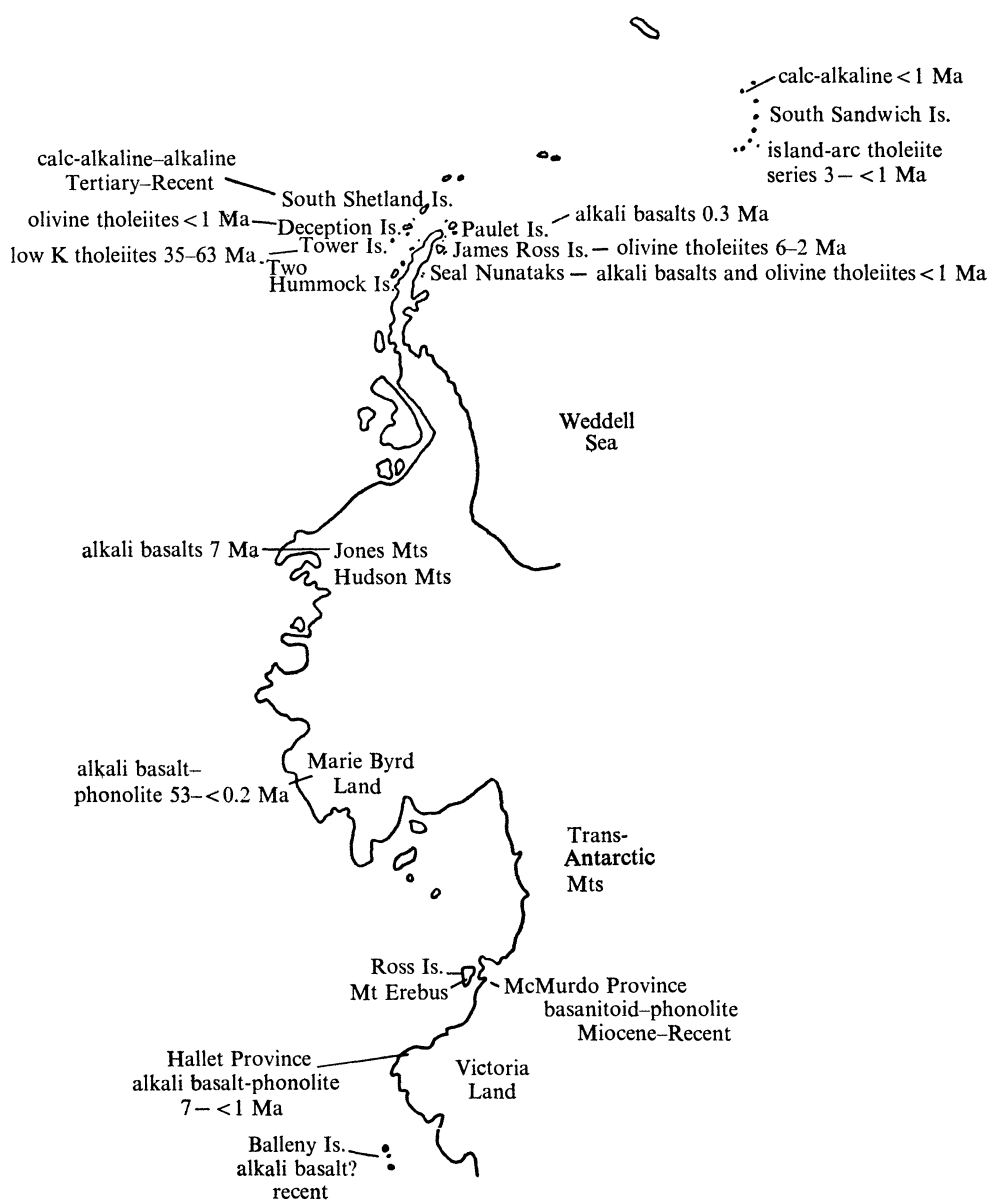 calc-alkaline<1 Ma
South Sandwich Is.
island-arc tholeiite
series 3—<1 Ma
calc-alkaline–alkaline
Tertiary–Recent
South Shetland Is.
olivine tholeiites<1 Ma
Deception Is.
low K tholeiites 35–63 Ma
Tower Is.
Two
Hummock Is.
alkali basalts 0.3 Ma
Paulet Is.
James Ross Is. — olivine tholeiites 6–2 Ma
Seal Nunataks — alkali basalts and olivine tholeiites<1 Ma
Weddell
Sea
alkali basalts 7 Ma
Jones Mts
Hudson Mts
alkali basalt–
phonolite 53–<0.2 Ma
Marie Byrd
Land
Trans-
Antarctic
Mts
Ross Is.
Mt Erebus
McMurdo Province
basanitoid–phonolite
Miocene–Recent
Hallet Province
alkali basalt-phonolite
7—<1 Ma
Victoria
Land
Balleny Is.
alkali basalt?
recent